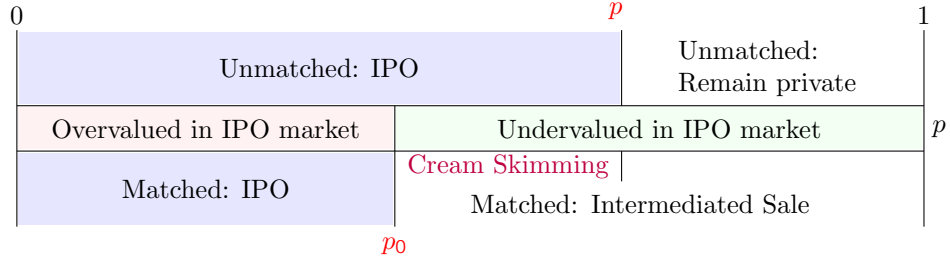 0 p 1
Unmatched: IPO
Unmatched:
Remain private
Overvalued in IPO market
Undervalued in IPO market
p
Cream Skimming
Matched: IPO
Matched: Intermediated Sale
p₀